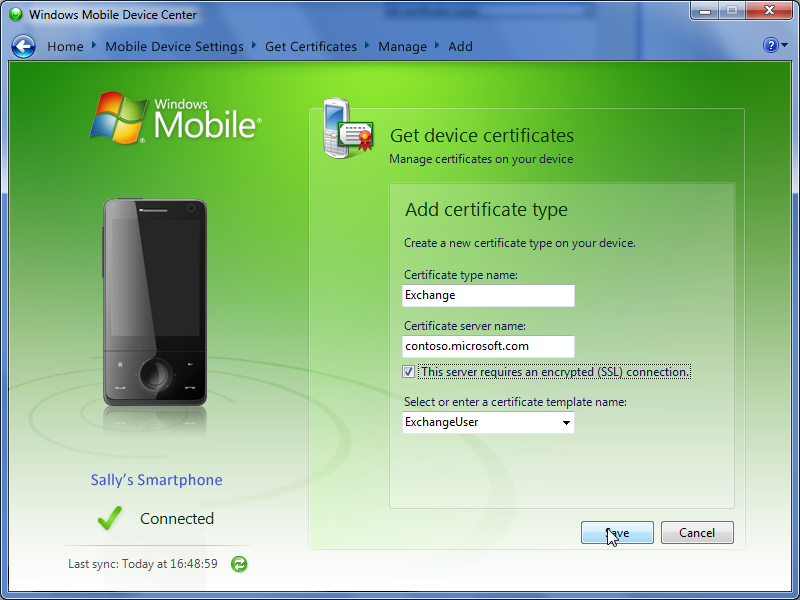 Windows Mobile Device Center
Home Mobile Device Settings Get Certificates Manage Add
?
Windows
Mobile
Get device certificates
Manage certificates on your device
Add certificate type
Create a new certificate type on your device.
Certificate type name:
Exchange
Certificate server name:
contoso.microsoft.com
This server requires an encrypted (SSL) connection.
Select or enter a certificate template name:
ExchangeUser
Save Cancel
Sally's Smartphone
Connected
Last sync: Today at 16:48:59